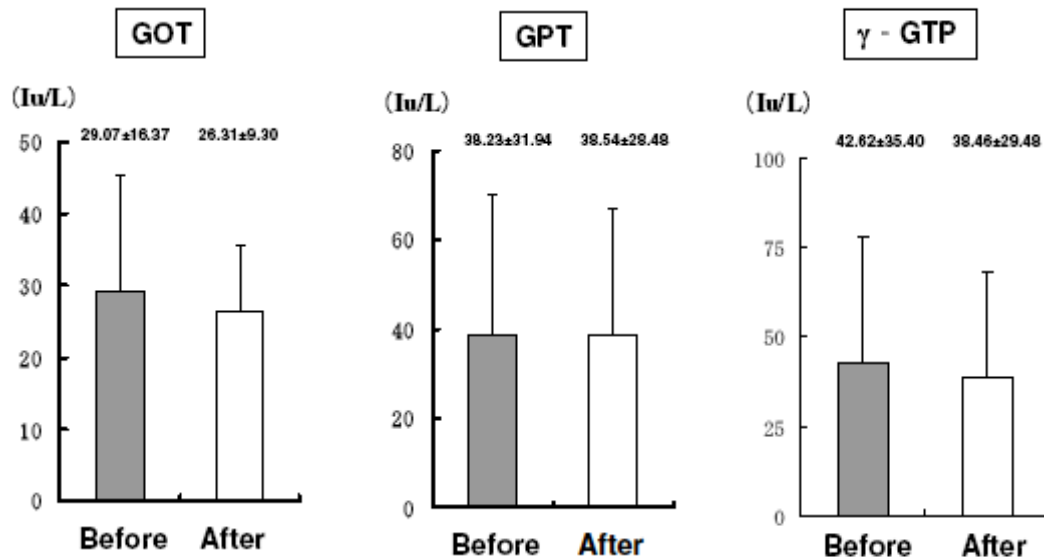 GOT
(Iu/L)
29.07±16.37 26.31±9.30
50
40
30
20
10
0
Before After
GPT
(Iu/L)
38.23±31.94 38.54±28.48
80
60
40
20
0
Before After
γ - GTP
(Iu/L)
42.62±35.40 38.46±29.48
100
75
50
25
0
Before After